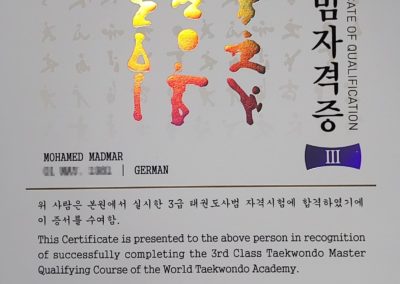 범자격증
ATE OF QUALIFICATION
III
MOHAMED MADMAR
| GERMAN
위 사람은 본원에서 실시한 3급 태권도사범 자격시험에 합격하였기에
이 증서를 수여함.
This Certificate is presented to the above person in recognition
of successfully completing the 3rd Class Taekwondo Master
Qualifying Course of the World Taekwondo Academy.